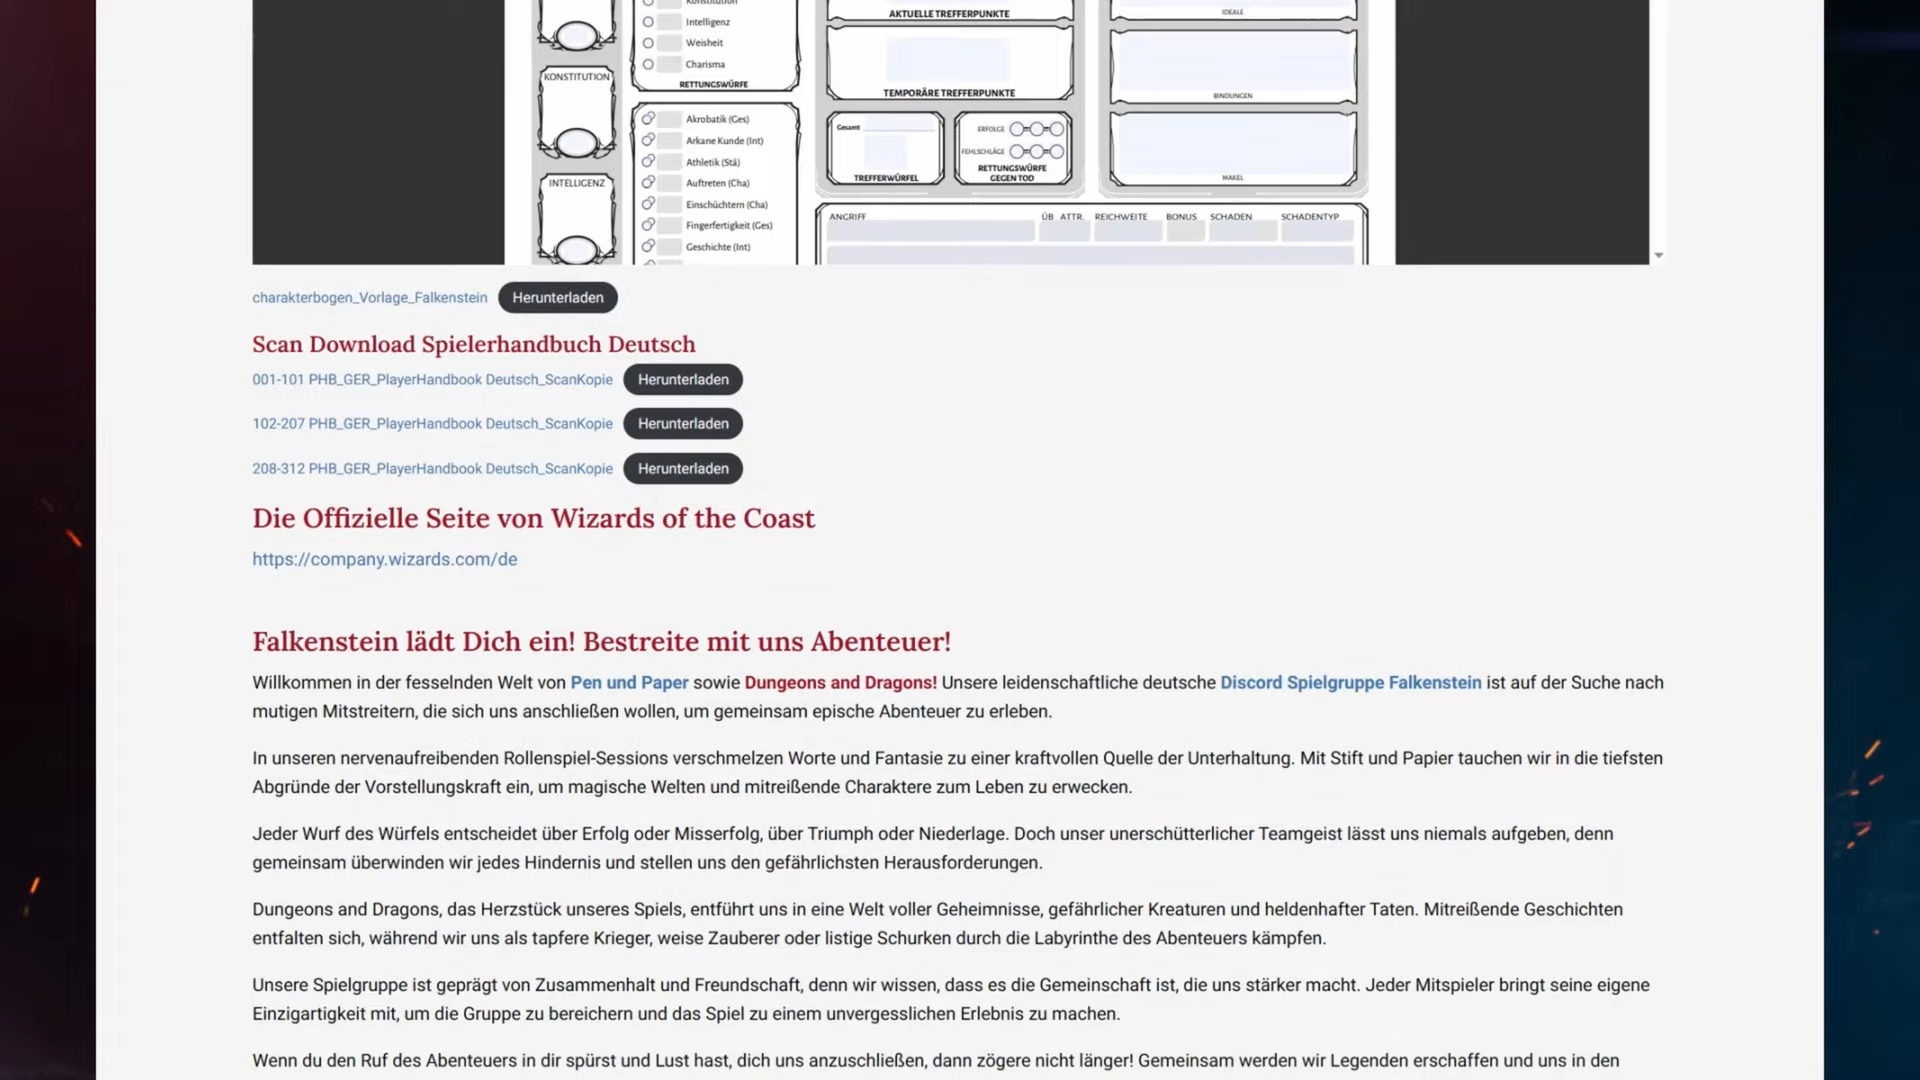 Konstitution
AKTUELLE TREFFERPUNKTE
IDEALE
Intelligenz
Weisheit
Charisma
RETTUNGSWÜRFE
KONSTITUTION
TEMPORÄRE TREFFERPUNKTE
BINDUNGEN
Akrobatik (Ges)
Arkane Kunde (Int)
Athletik (Stä)
Auftreten (Cha)
Einschüchtern (Cha)
Fingerfertigkeit (Ges)
Geschichte (Int)
INTELLIGENZ
Gesamt
TREFFERWÜRFEL
ERFOLGE
FEHLSCHLÄGE
RETTUNGSWÜRFE
GEGEN TOD
MAKEL
ANGRIFF ÜB ATTR. REICHWEITE BONUS SCHADEN SCHADENTYP
charakterbogen_Vorlage_Falkenstein Herunterladen
Scan Download Spielerhandbuch Deutsch
001-101 PHB_GER_PlayerHandbook Deutsch_ScanKopie Herunterladen
102-207 PHB_GER_PlayerHandbook Deutsch_ScanKopie Herunterladen
208-312 PHB_GER_PlayerHandbook Deutsch_ScanKopie Herunterladen
Die Offizielle Seite von Wizards of the Coast
https://company.wizards.com/de
Falkenstein lädt Dich ein! Bestreite mit uns Abenteuer!
Willkommen in der fesselnden Welt von Pen und Paper sowie Dungeons and Dragons! Unsere leidenschaftliche deutsche Discord Spielgruppe Falkenstein ist auf der Suche nach
mutigen Mitstreitern, die sich uns anschließen wollen, um gemeinsam epische Abenteuer zu erleben.
In unseren nervenaufreibenden Rollenspiel-Sessions verschmelzen Worte und Fantasie zu einer kraftvollen Quelle der Unterhaltung. Mit Stift und Papier tauchen wir in die tiefsten
Abgründe der Vorstellungskraft ein, um magische Welten und mitreißende Charaktere zum Leben zu erwecken.
Jeder Wurf des Würfels entscheidet über Erfolg oder Misserfolg, über Triumph oder Niederlage. Doch unser unerschütterlicher Teamgeist lässt uns niemals aufgeben, denn
gemeinsam überwinden wir jedes Hindernis und stellen uns den gefährlichsten Herausforderungen.
Dungeons and Dragons, das Herzstück unseres Spiels, entführt uns in eine Welt voller Geheimnisse, gefährlicher Kreaturen und heldenhafter Taten. Mitreißende Geschichten
entfalten sich, während wir uns als tapfere Krieger, weise Zauberer oder listige Schurken durch die Labyrinthe des Abenteuers kämpfen.
Unsere Spielgruppe ist geprägt von Zusammenhalt und Freundschaft, denn wir wissen, dass es die Gemeinschaft ist, die uns stärker macht. Jeder Mitspieler bringt seine eigene
Einzigartigkeit mit, um die Gruppe zu bereichern und das Spiel zu einem unvergesslichen Erlebnis zu machen.
Wenn du den Ruf des Abenteuers in dir spürst und Lust hast, dich uns anzuschließen, dann zögere nicht länger! Gemeinsam werden wir Legenden erschaffen und uns in den